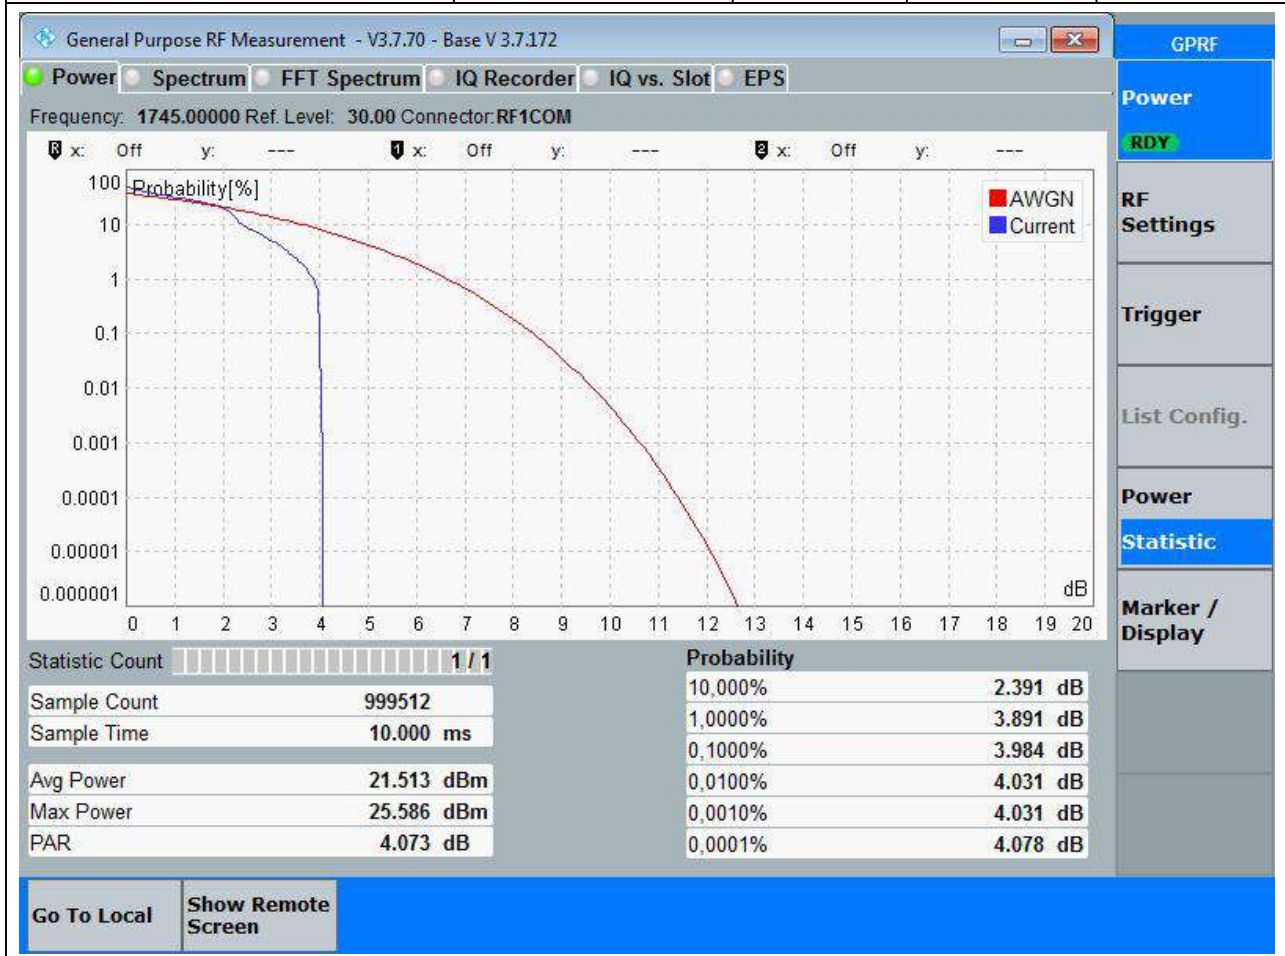 General Purpose RF Measurement - V3.7.70 - Base V 3.7.172
GPRF
Power Spectrum FFT Spectrum IQ Recorder IQ vs. Slot EPS
Frequency: 1745.00000 Ref. Level: 30.00 Connector: RF1COM
R x: Off y: --- 1 x: Off y: --- 2 x: Off y: ---
Probability[%]
AWGN
Current
100
10
1
0.1
0.01
0.001
0.0001
0.00001
0.000001
dB
0 1 2 3 4 5 6 7 8 9 10 11 12 13 14 15 16 17 18 19 20
Statistic Count 1 / 1
Sample Count 999512
Sample Time 10.000 ms
Avg Power 21.513 dBm
Max Power 25.586 dBm
PAR 4.073 dB
Probability
10,000% 2.391 dB
1,0000% 3.891 dB
0,1000% 3.984 dB
0,0100% 4.031 dB
0,0010% 4.031 dB
0,0001% 4.078 dB
Power
RDY
RF
Settings
Trigger
List Config.
Power
Statistic
Marker /
Display
Go To Local
Show Remote
Screen